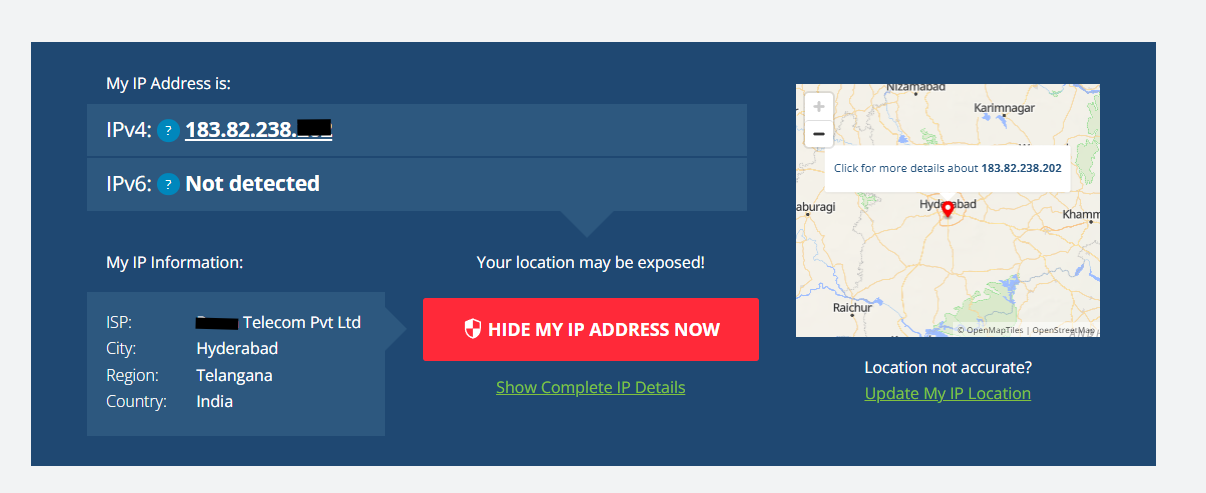 My IP Address is:
IPv4: ? 183.82.238.
IPv6: ? Not detected
My IP Information:
ISP: Telecom Pvt Ltd
City: Hyderabad
Region: Telangana
Country: India
Your location may be exposed!
HIDE MY IP ADDRESS NOW
Show Complete IP Details
Nizamabad
+
Karimnagar
−
Click for more details about 183.82.238.202
Hyderabad
aburagi
Khamm
Raichur
© OpenMapTiles | OpenStreetMap
Location not accurate?
Update My IP Location